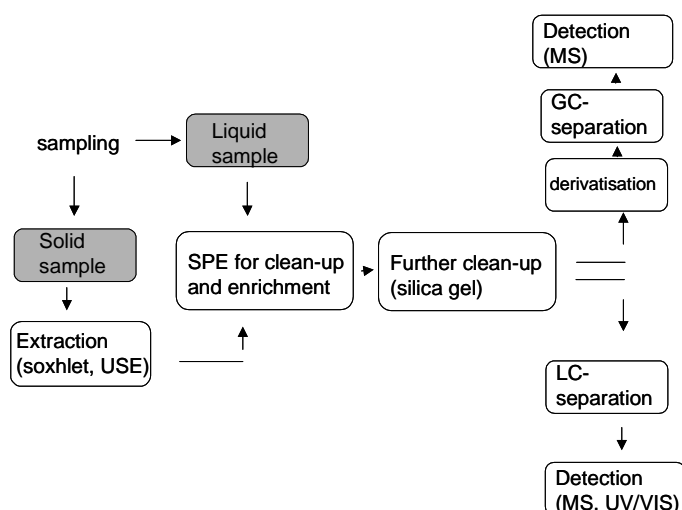 sampling
Liquid
sample
Solid
sample
Extraction
(soxhlet, USE)
SPE for clean-up
and enrichment
Further clean-up
(silica gel)
Detection
(MS)
GC-
separation
derivatisation
LC-
separation
Detection
(MS, UV/VIS)